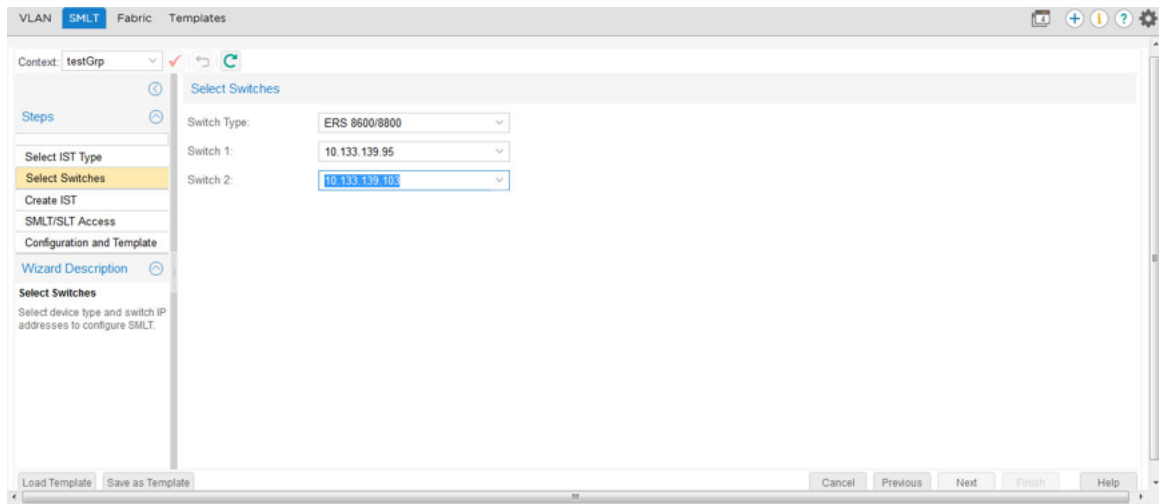 VLAN SMLT Fabric Templates
Context: testGrp
Select Switches
Steps
Switch Type: ERS 8600/8800
Switch 1: 10.133.139.95
Switch 2: 10.133.139.103
Select IST Type
Select Switches
Create IST
SMLT/SLT Access
Configuration and Template
Wizard Description
Select Switches
Select device type and switch IP
addresses to configure SMLT.
Load Template Save as Template Cancel Previous Next Finish Help